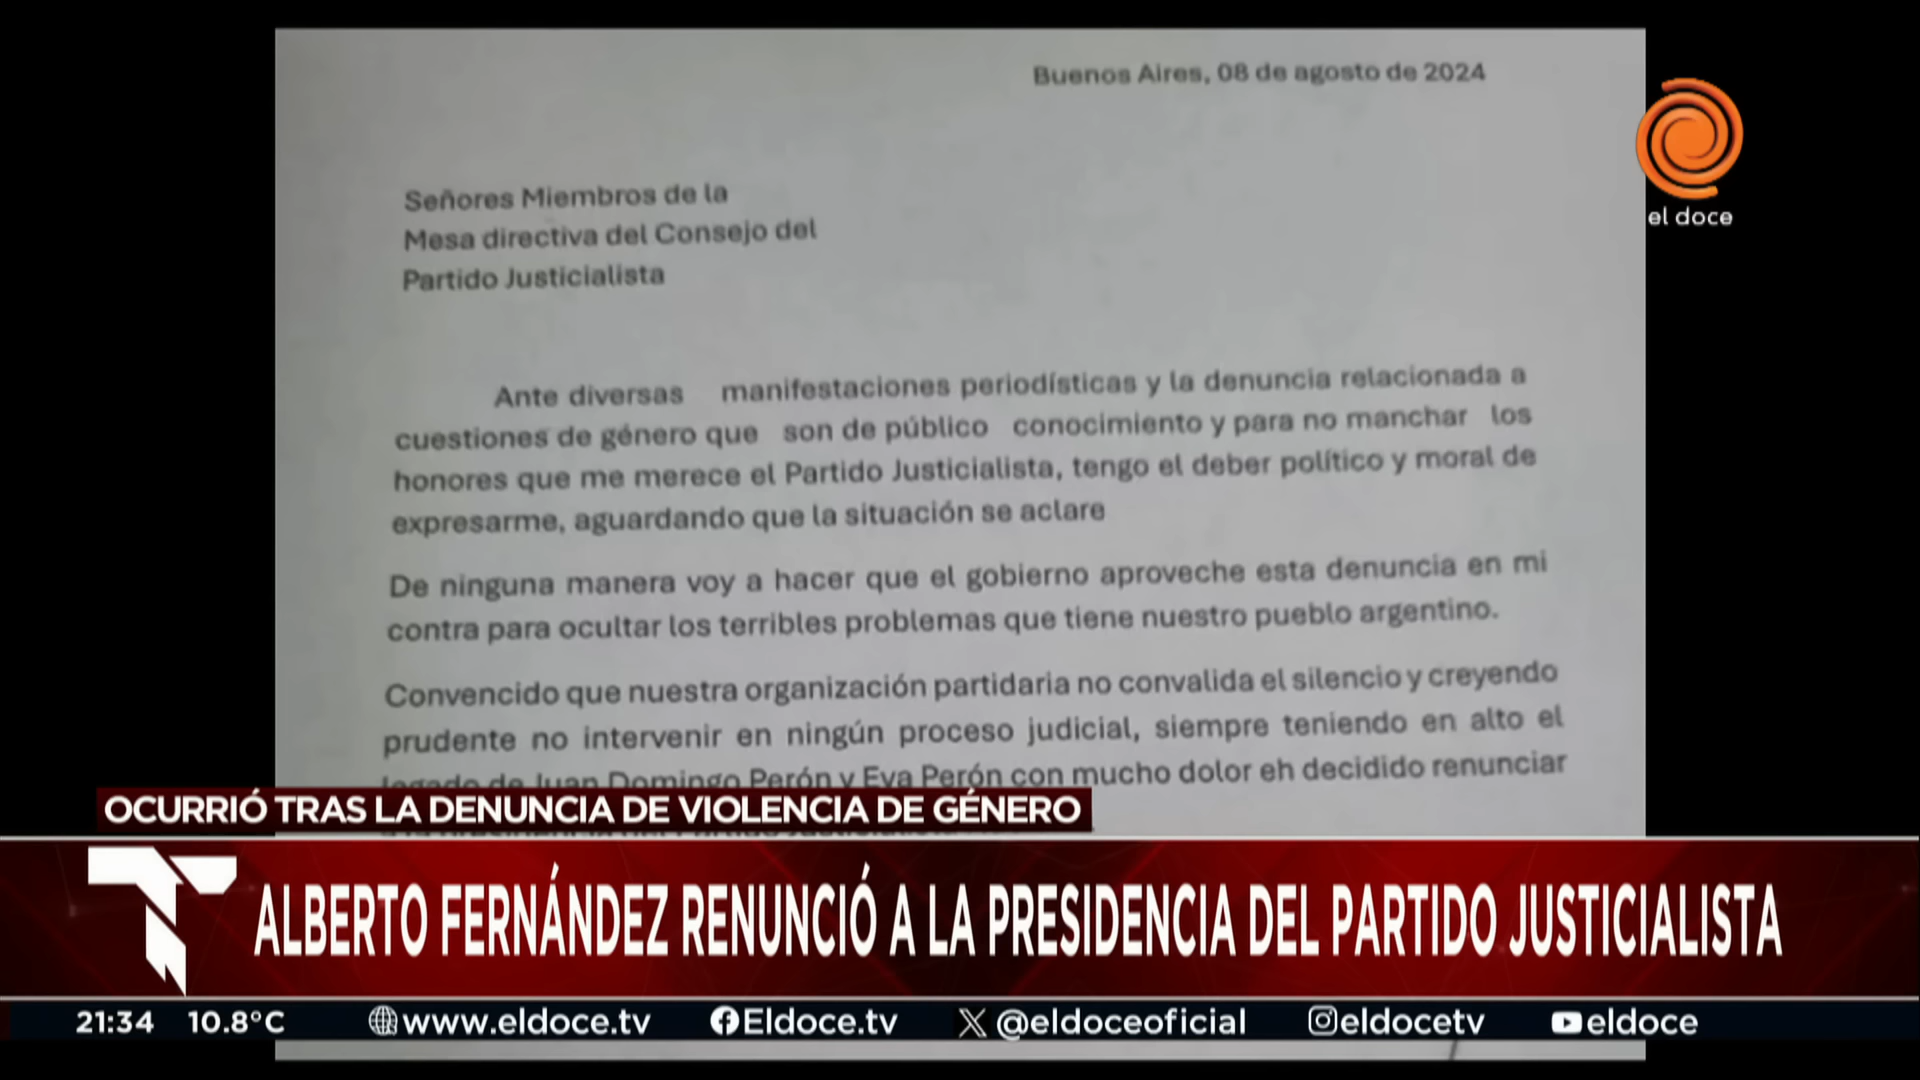 Buenos Aires, 08 de agosto de 2024
el doce
Señores Miembros de la
Mesa directiva del Consejo del
Partido Justicialista
Ante diversas manifestaciones periodísticas y la denuncia relacionada a
cuestiones de género que son de público conocimiento y para no manchar los
honores que me merece el Partido Justicialista, tengo el deber político y moral de
expresarme, aguardando que la situación se aclare
De ninguna manera voy a hacer que el gobierno aproveche esta denuncia en mi
contra para ocultar los terribles problemas que tiene nuestro pueblo argentino.
Convencido que nuestra organización partidaria no convalida el silencio y creyendo
prudente no intervenir en ningún proceso judicial, siempre teniendo en alto el
legado de Juan Domingo Perón y Eva Perón con mucho dolor eh decidido renunciar
OCURRIÓ TRAS LA DENUNCIA DE VIOLENCIA DE GÉNERO
ALBERTO FERNÁNDEZ RENUNCIÓ A LA PRESIDENCIA DEL PARTIDO JUSTICIALISTA
21:34 10.8°C www.eldoce.tv Eldoce.tv @eldoceoficial eldocetv eldoce